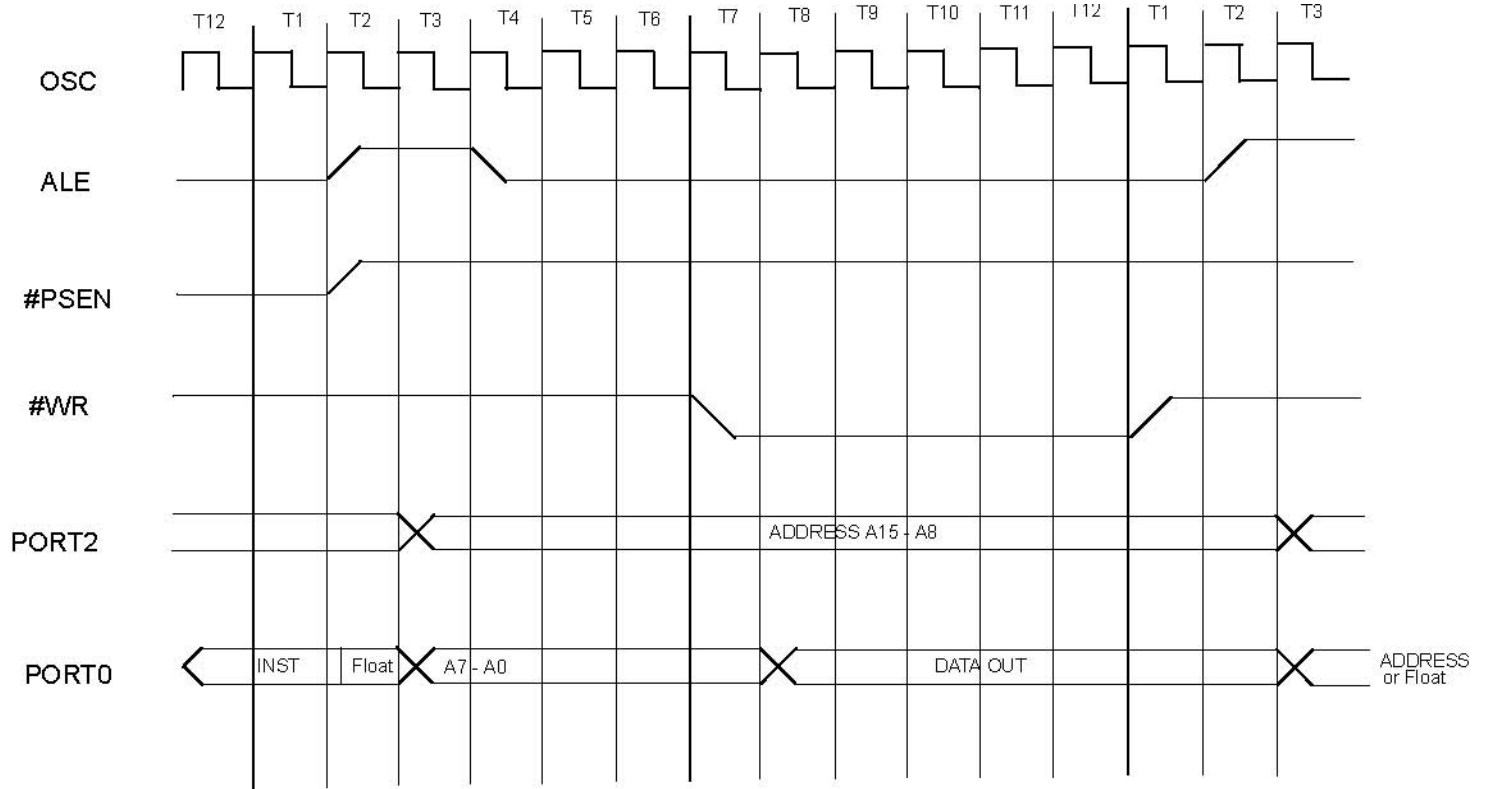 T12 T1 T2 T3 T4 T5 T6 T7 T8 T9 T10 T11 T12 T1 T2 T3
OSC
ALE
#PSEN
#WR
PORT2 ADDRESS A15 - A8
PORT0 INST Float A7 - A0 DATA OUT ADDRESS
or Float